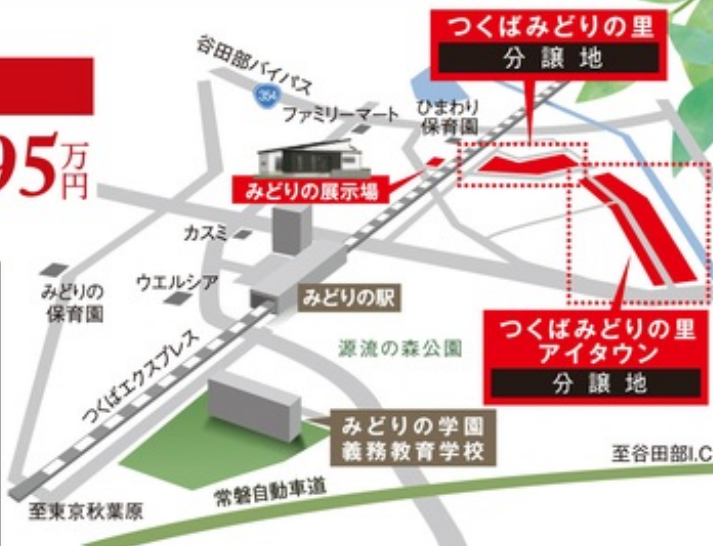 つくばみどりの里
分譲地
谷田部バイパス
354
ファミリーマート
ひまわり
保育園
95万円
みどりの展示場
カスミ
みどりの
保育園
ウエルシア
みどりの駅
つくばエクスプレス
源流の森公園
つくばみどりの里
アイタウン
分譲地
みどりの学園
義務教育学校
至谷田部I.C
至東京秋葉原
常磐自動車道